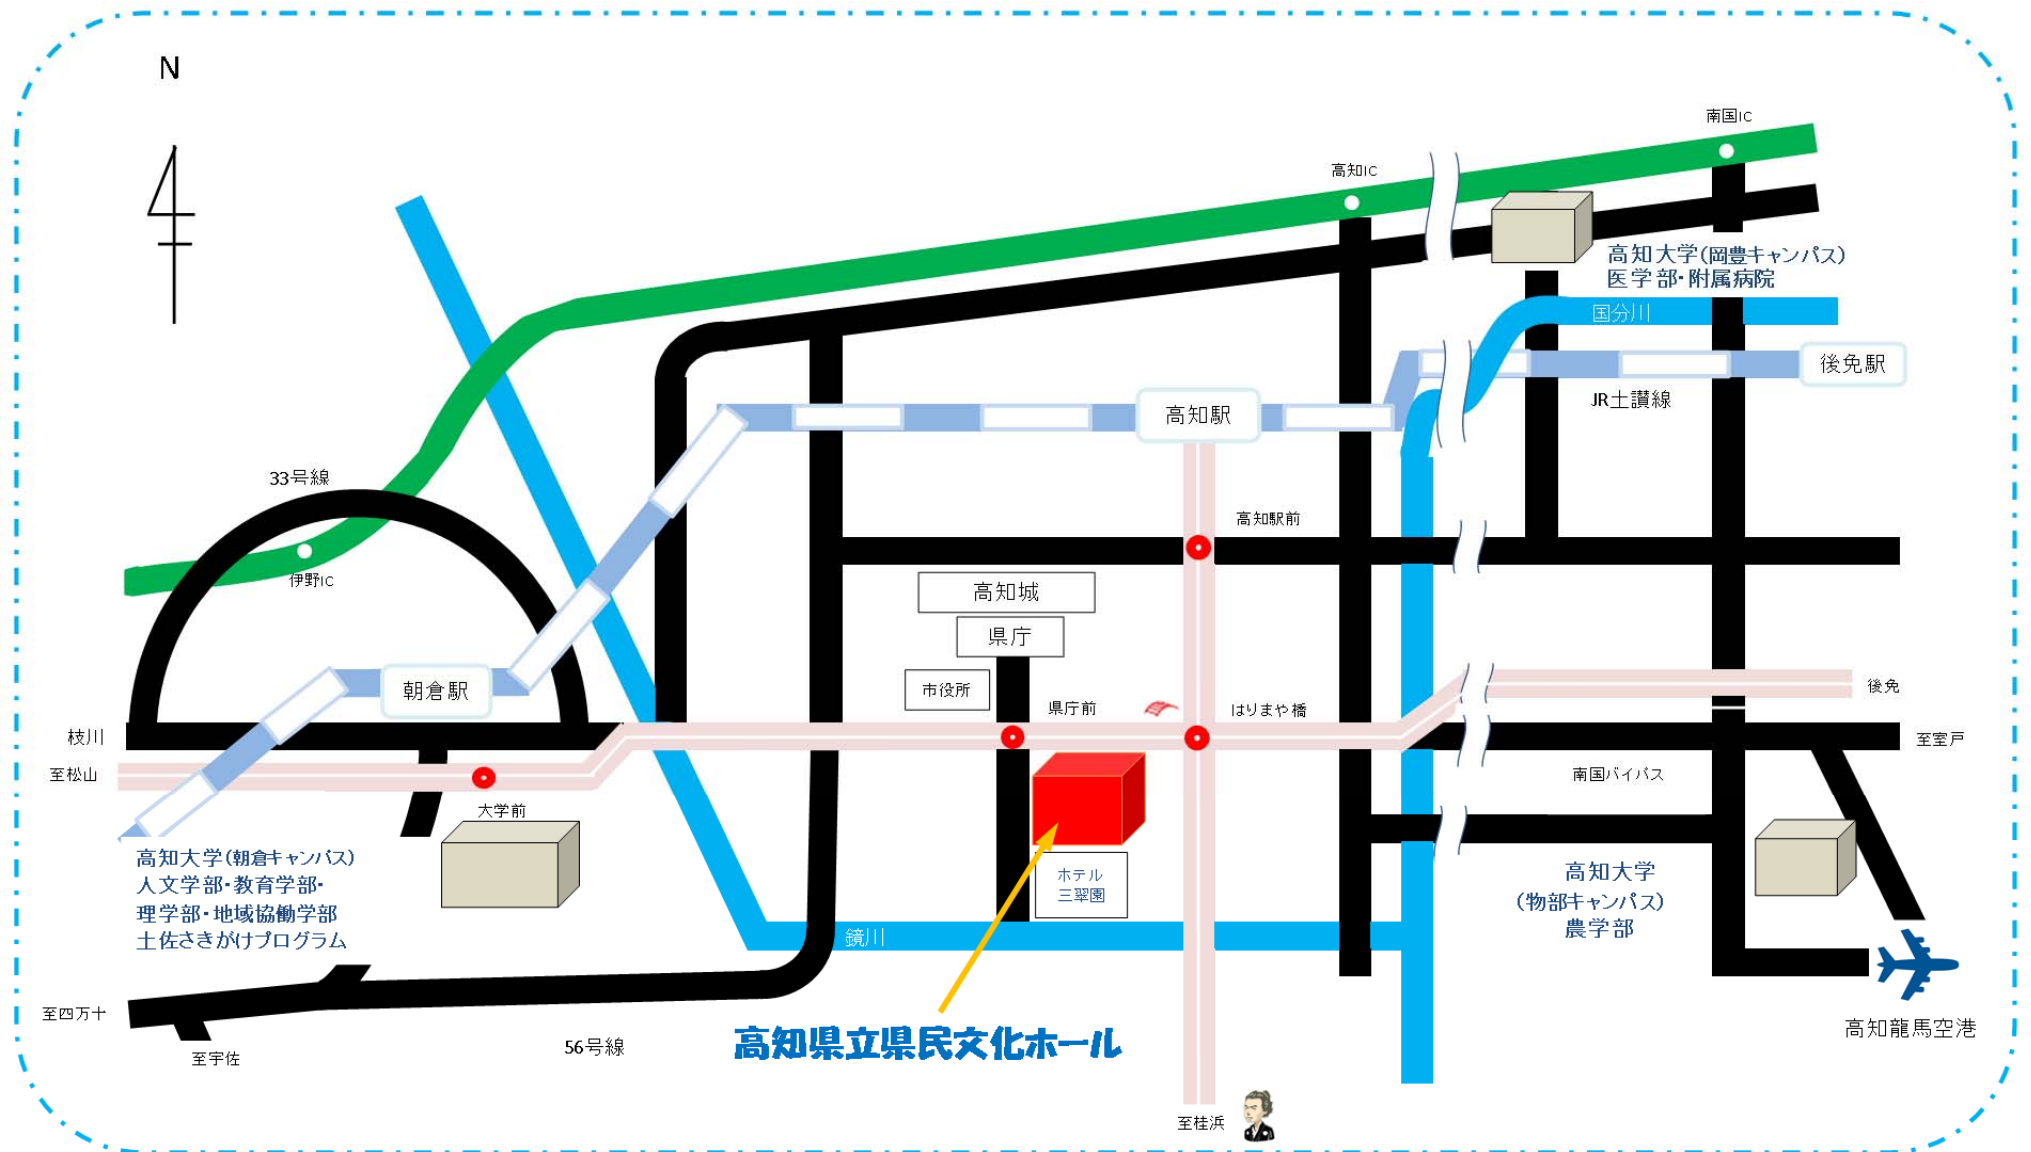 N
南国IC
高知IC
高知大学(岡豊キャンパス)
医学部・附属病院
国分川
後免駅
JR土讃線
高知駅
33号線
高知駅前
伊野IC
高知城
県庁
朝倉駅
市役所
後免
県庁前
はりまや橋
枝川
至室戸
至松山
南国バイパス
大学前
高知大学(朝倉キャンパス)
人文学部・教育学部・
理学部・地域協働学部
土佐さきがけプログラム
ホテル
三翠園
高知大学
(物部キャンパス)
農学部
鏡川
至四万十
高知龍馬空港
高知県立県民文化ホール
56号線
至宇佐
至桂浜